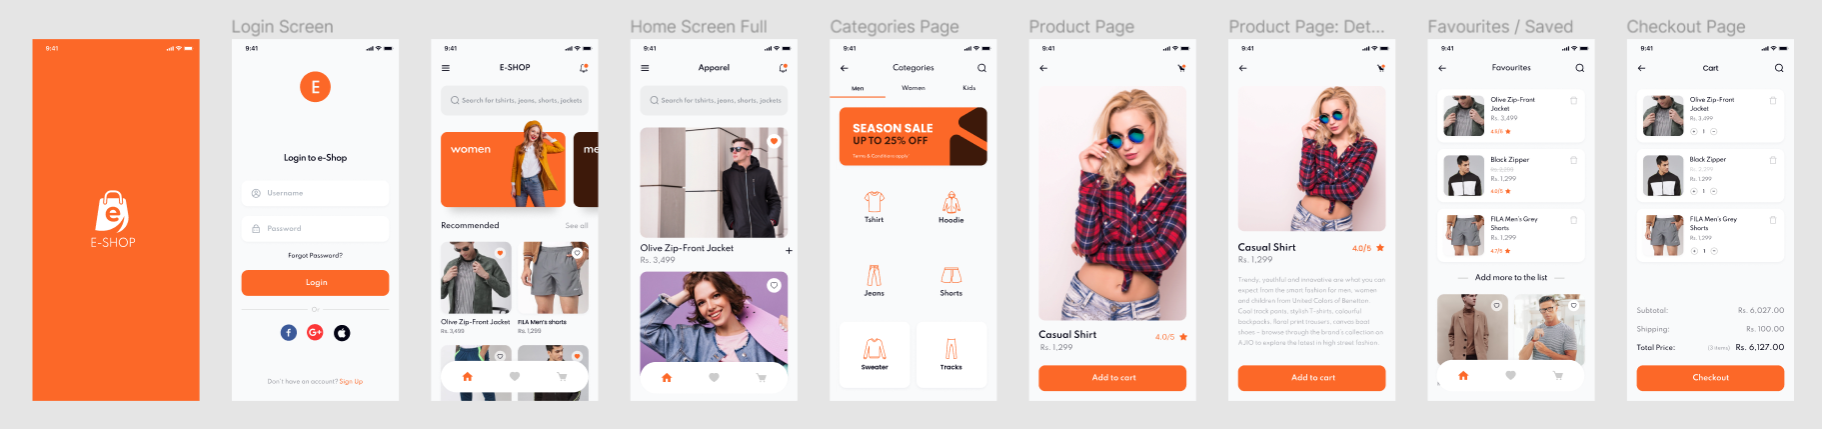 9:41
E-SHOP
Login Screen
9:41
E
Login to e-Shop
Username
Password
Forgot Password?
Login
Or
f
G+
Don't have an account? Sign Up
9:41
E-SHOP
Search for tshirts, jeans, shorts, jackets
women
me
Recommended
See all
Olive Zip-Front Jacket
Rs. 3,499
FILA Men's shorts
Rs. 1,299
Home Screen Full
9:41
Apparel
Search for tshirts, jeans, shorts, jackets
Olive Zip-Front Jacket
+
Rs. 3,499
Categories Page
9:41
Categories
Men
Women
Kids
SEASON SALE
UP TO 25% OFF
Terms & Conditions apply
Tshirt
Hoodie
Jeans
Shorts
Sweater
Tracks
Product Page
9:41
Casual Shirt
4.0/5
Rs. 1,299
Add to cart
Product Page: Det...
9:41
Casual Shirt
4.0/5
Rs. 1,299
Trendy, youthful and innovative are what you can
expect from the smart fashion for men, women
and children from United Colors of Benetton.
Cool track pants, stylish T-shirts, colourful
backpacks, floral print trousers, canvas boat
shoes - browse through the brand's collection on
AJIO to explore the latest in high street fashion.
Add to cart
Favourites / Saved
9:41
Favourites
Olive Zip-Front
Jacket
Rs. 3,499
4.5/5
Black Zipper
Rs. 1,299
4.0/5
FILA Men's Grey
Shorts
Rs. 1,299
4.7/5
Add more to the list
Checkout Page
9:41
Cart
Olive Zip-Front
Jacket
Rs. 3,499
1
Black Zipper
Rs. 1,299
1
FILA Men's Grey
Shorts
Rs. 1,299
1
Subtotal:
Rs. 6,027.00
Shipping:
Rs. 100.00
Total Price:
(3 items)
Rs. 6,127.00
Checkout